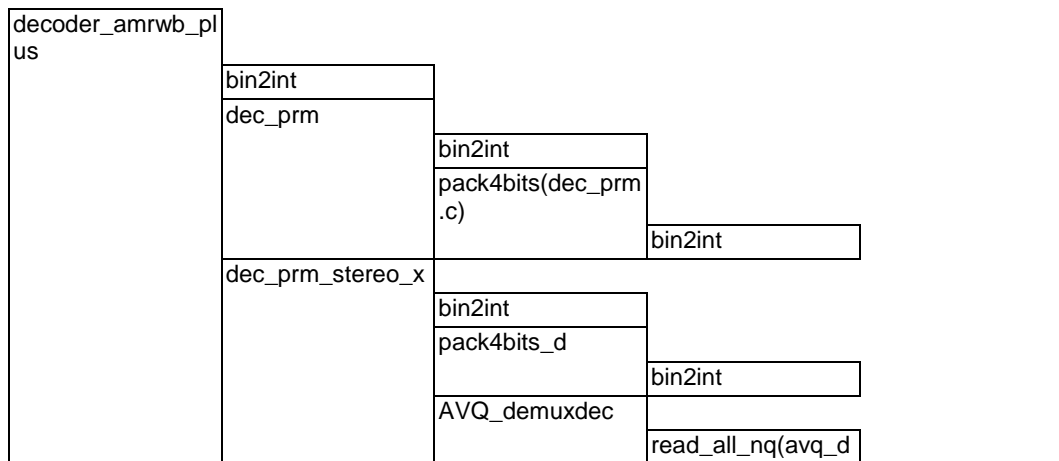 decoder_amrwb_pl
us
bin2int
dec_prm
bin2int
pack4bits(dec_prm
.c)
bin2int
dec_prm_stereo_x
bin2int
pack4bits_d
bin2int
AVQ_demuxdec
read_all_nq(avq_d